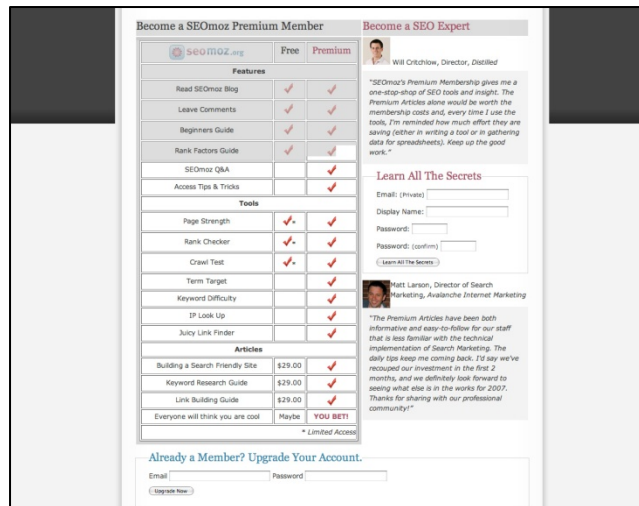 Become a SEOmoz Premium Member
seomoz.org Free Premium
Features
Read SEOmoz Blog
Leave Comments
Beginners Guide
Rank Factors Guide
SEOmoz Q&A
Access Tips & Tricks
Tools
Page Strength *
Rank Checker *
Crawl Test *
Term Target
Keyword Difficulty
IP Look Up
Juicy Link Finder
Articles
Building a Search Friendly Site $29.00
Keyword Research Guide $29.00
Link Building Guide $29.00
Everyone will think you are cool Maybe YOU BET!
* Limited Access
Become a SEO Expert
Will Critchlow, Director, Distilled
"SEOmoz's Premium Membership gives me a
one-stop-shop of SEO tools and insight. The
Premium Articles alone would be worth the
membership costs and, every time I use the
tools, I'm reminded how much effort they are
saving (either in writing a tool or in gathering
data for spreadsheets). Keep up the good
work."
Learn All The Secrets
Email: (Private)
Display Name:
Password:
Password: (confirm)
Learn All The Secrets
Matt Larson, Director of Search
Marketing, Avalanche Internet Marketing
"The Premium Articles have been both
informative and easy-to-follow for our staff
that is less familiar with the technical
implementation of Search Marketing. The
daily tips keep me coming back. I'd say we've
recouped our investment in the first 2
months, and we definitely look forward to
seeing what else is in the works for 2007.
Thanks for sharing with our professional
community!"
Already a Member? Upgrade Your Account.
Email Password
Upgrade Now